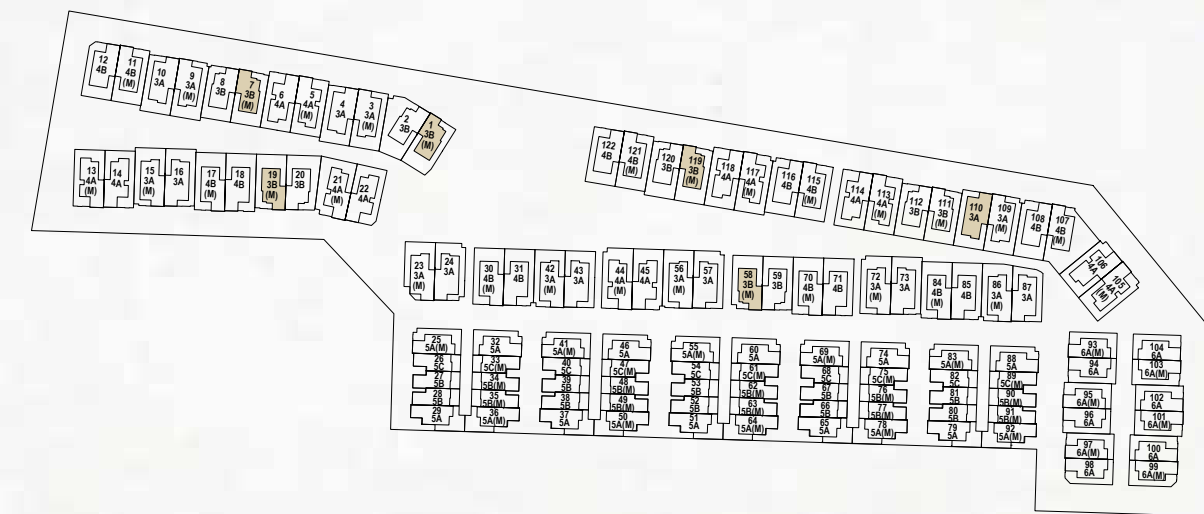 12
4B
11
4B
(M)
10
3A
9
3A
(M)
8
3B
7
3B
(M)
6
4A
5
4A
(M)
4
3A
3
3A
(M)
2
3B
1
3B
(M)
13
4A
(M)
14
4A
15
3A
(M)
16
3A
17
4B
(M)
18
4B
19
3B
(M)
20
3B
21
4A
(M)
22
4A
122
4B
121
4B
(M)
120
3B
119
3B
(M)
118
4A
117
4A
(M)
116
4B
115
4B
(M)
114
4A
113
4A
(M)
112
3B
111
3B
(M)
110
3A
109
3A
(M)
108
4B
107
4B
(M)
106
4A
105
4A
(M)
23
3A
(M)
24
3A
30
4B
(M)
31
4B
42
3A
(M)
43
3A
44
4A
(M)
45
4A
56
3A
(M)
57
3A
58
3B
(M)
59
3B
70
4B
(M)
71
4B
72
3A
(M)
73
3A
84
4B
(M)
85
4B
86
3A
(M)
87
3A
25
5A(M)
26
5C
27
5B
28
5B
29
5A
32
5A
33
5C(M)
34
5B(M)
35
5B(M)
36
5A(M)
41
5A(M)
40
5C
39
5B
38
5B
37
5A
46
5A
47
5C(M)
48
5B(M)
49
5B(M)
50
5A(M)
55
5A(M)
54
5C
53
5B
52
5B
51
5A
60
5A
61
5C(M)
62
5B(M)
63
5B(M)
64
5A(M)
69
5A(M)
68
5C
67
5B
66
5B
65
5A
74
5A
75
5C(M)
76
5B(M)
77
5B(M)
78
5A(M)
83
5A(M)
82
5C
81
5B
80
5B
79
5A
88
5A
89
5C(M)
90
5B(M)
91
5B(M)
92
5A(M)
93
6A(M)
94
6A
95
6A(M)
96
6A
97
6A(M)
98
6A
104
6A
103
6A(M)
102
6A
101
6A(M)
100
6A
99
6A(M)